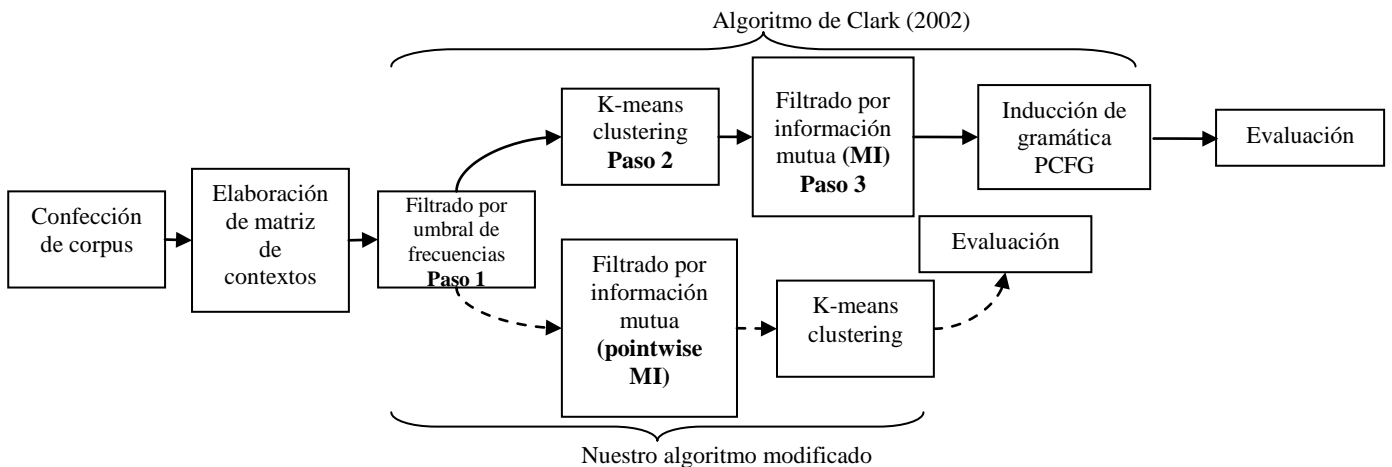 Algoritmo de Clark (2002)
Confección
de corpus
Elaboración
de matriz
de
contextos
Filtrado por
umbral de
frecuencias
Paso 1
K-means
clustering
Paso 2
Filtrado por
información
mutua (MI)
Paso 3
Inducción de
gramática
PCFG
Evaluación
Filtrado por
información
mutua
(pointwise
MI)
K-means
clustering
Evaluación
Nuestro algoritmo modificado